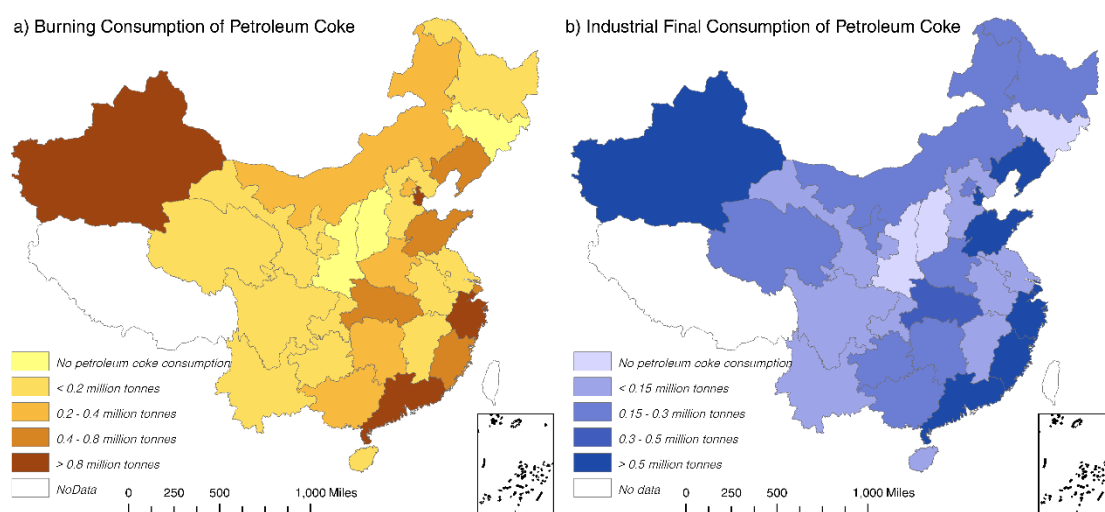 a) Burning Consumption of Petroleum Coke
No petroleum coke consumption
< 0.2 million tonnes
0.2 - 0.4 million tonnes
0.4 - 0.8 million tonnes
> 0.8 million tonnes
NoData
0 250 500 1,000 Miles
b) Industrial Final Consumption of Petroleum Coke
No petroleum coke consumption
< 0.15 million tonnes
0.15 - 0.3 million tonnes
0.3 - 0.5 million tonnes
> 0.5 million tonnes
No data
0 250 500 1,000 Miles